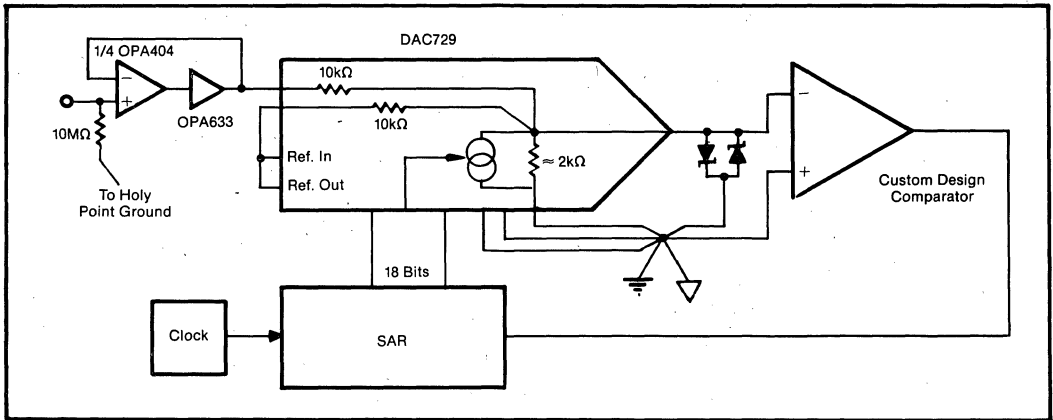 DAC729
1/4 OPA404
−
+
OPA633
10MΩ
To Holy
Point Ground
10kΩ
10kΩ
Ref. In
Ref. Out
≈ 2kΩ
−
+
Custom Design
Comparator
18 Bits
Clock
SAR